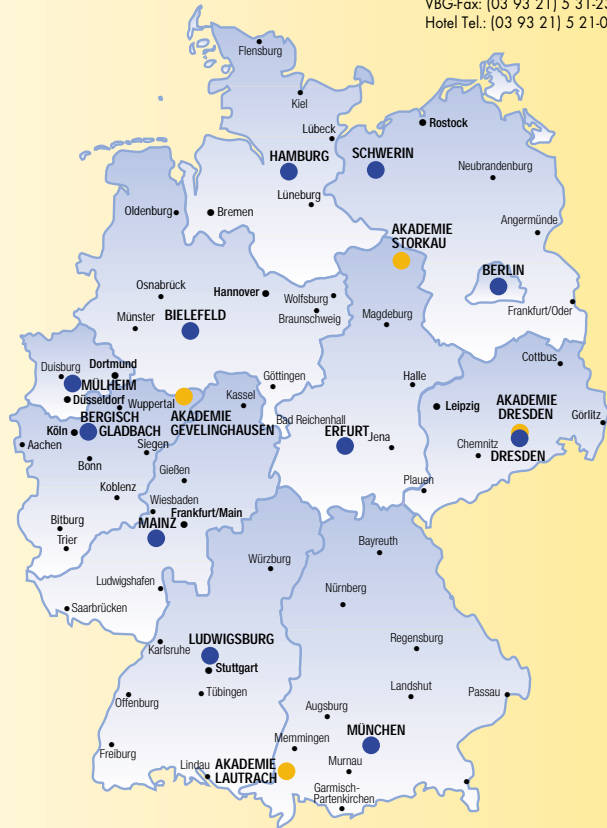 VBG-Fax: (03 93 21) 5 31-23
Hotel Tel.: (03 93 21) 5 21-0
Flensburg
Kiel
Lübeck
Rostock
HAMBURG
SCHWERIN
Neubrandenburg
Lüneburg
Oldenburg
Bremen
Angermünde
AKADEMIE
STORKAU
BERLIN
Osnabrück
Hannover
Wolfsburg
Frankfurt/Oder
Münster
BIELEFELD
Braunschweig
Magdeburg
Cottbus
Duisburg
Dortmund
MÜLHEIM
Göttingen
Halle
Düsseldorf
Wuppertal
Kassel
Leipzig
AKADEMIE
DRESDEN
Görlitz
AKADEMIE
GEVELINGHAUSEN
BERGISCH
GLADBACH
Köln
Bad Reichenhall
ERFURT
Jena
Aachen
Siegen
Chemnitz
DRESDEN
Bonn
Gießen
Plauen
Koblenz
Wiesbaden
Frankfurt/Main
Bitburg
MAINZ
Trier
Bayreuth
Würzburg
Ludwigshafen
Nürnberg
Saarbrücken
Karlsruhe
LUDWIGSBURG
Regensburg
Stuttgart
Offenburg
Tübingen
Landshut
Passau
Augsburg
MÜNCHEN
Freiburg
Memmingen
Lindau
AKADEMIE
LAUTRACH
Murnau
Garmisch-
Partenkirchen